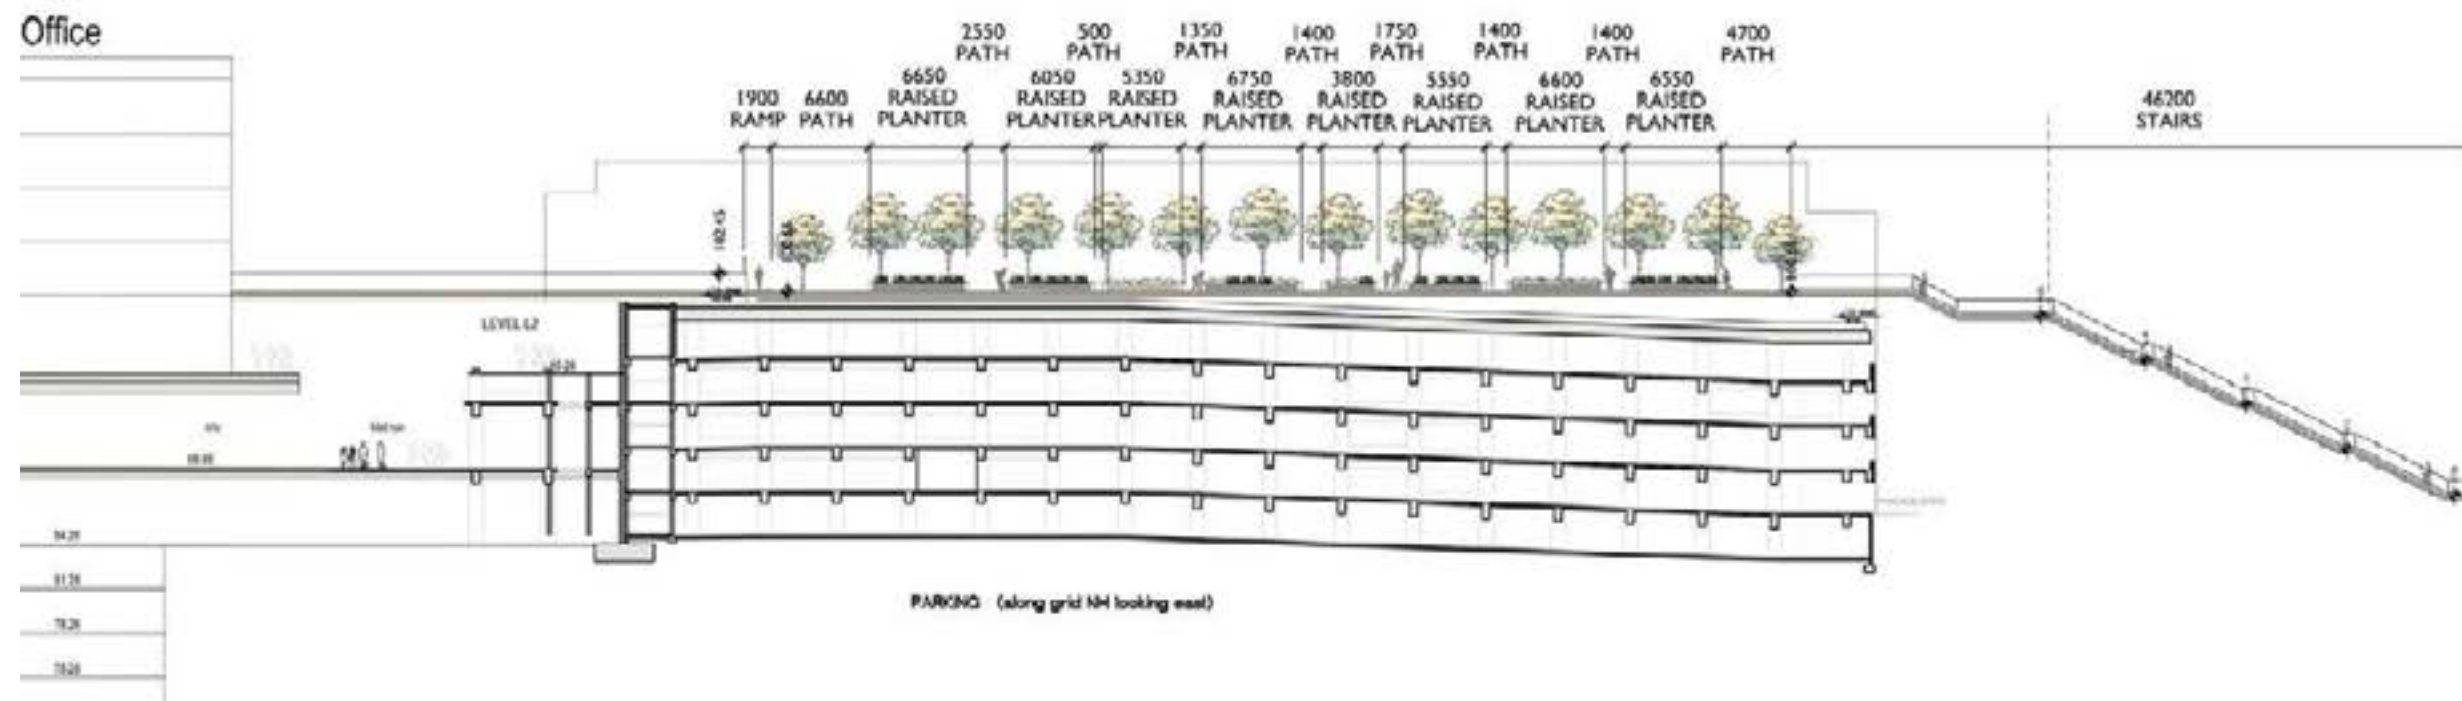 Office
2550 500 1350 1400 1750 1400 1400 4700
PATH PATH PATH PATH PATH PATH PATH PATH
6650 6050 5350 6750 3800 5550 6600 6550
RAISED RAISED RAISED RAISED RAISED RAISED RAISED RAISED
PLANTER PLANTER PLANTER PLANTER PLANTER PLANTER PLANTER PLANTER
1900 6600
RAMP PATH
46200
STAIRS
102.45
LEVEL L2
PARKING (along grid NH looking east)